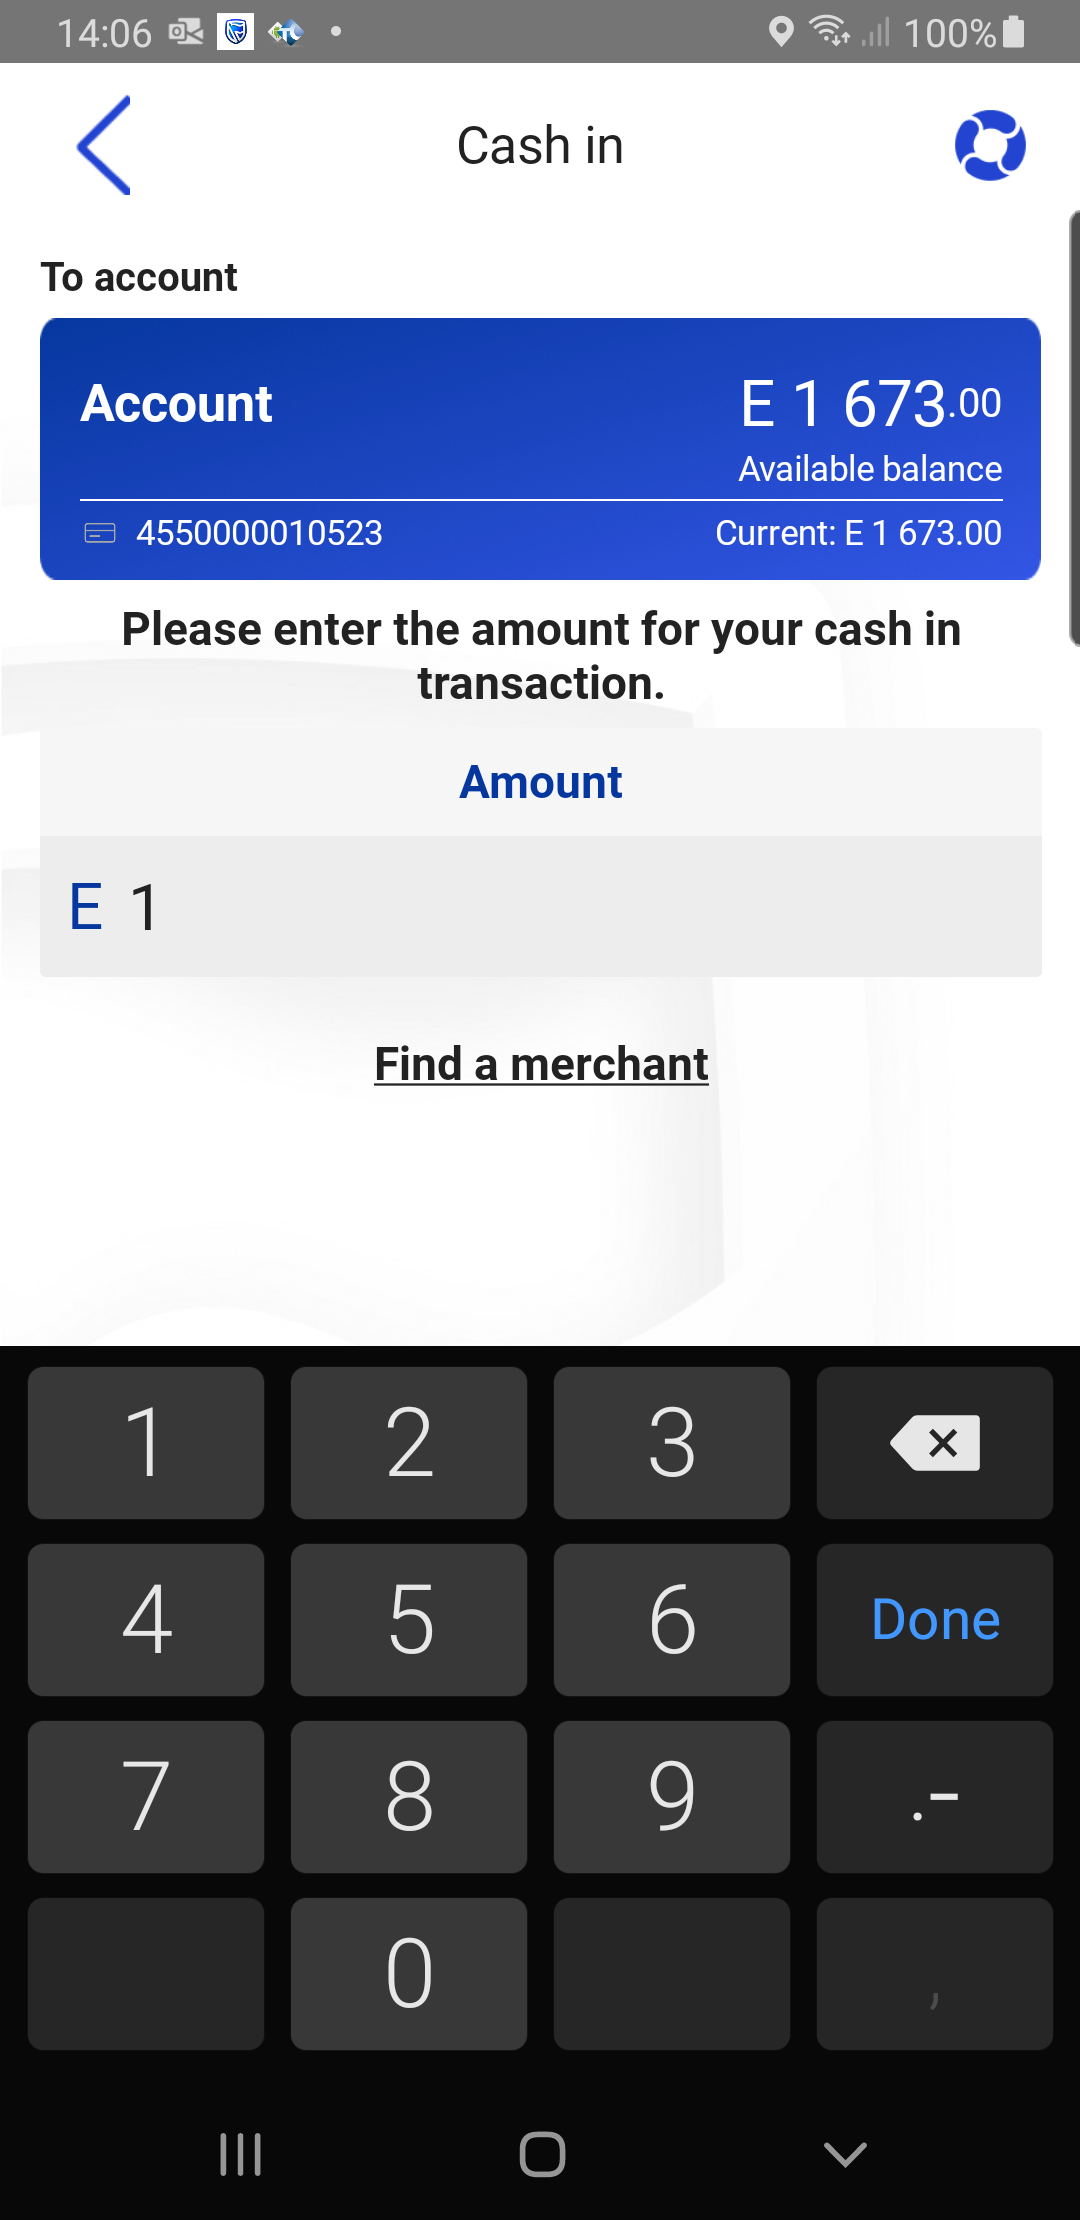 14:06 100%
Cash in
To account
Account E 1 673.00
Available balance
4550000010523 Current: E 1 673.00
Please enter the amount for your cash in
transaction.
Amount
E 1
Find a merchant
1 2 3
4 5 6 Done
7 8 9 .-
0 ,